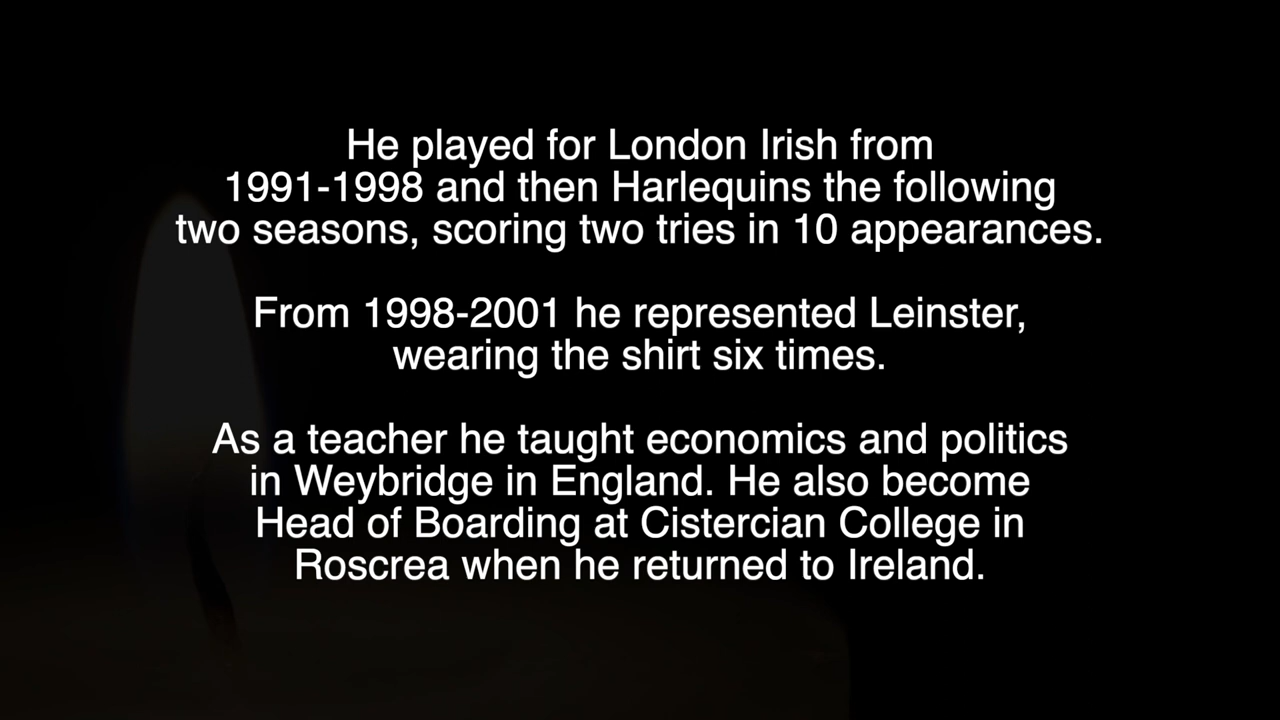 He played for London Irish from
1991-1998 and then Harlequins the following
two seasons, scoring two tries in 10 appearances.
From 1998-2001 he represented Leinster,
wearing the shirt six times.
As a teacher he taught economics and politics
in Weybridge in England. He also become
Head of Boarding at Cistercian College in
Roscrea when he returned to Ireland.